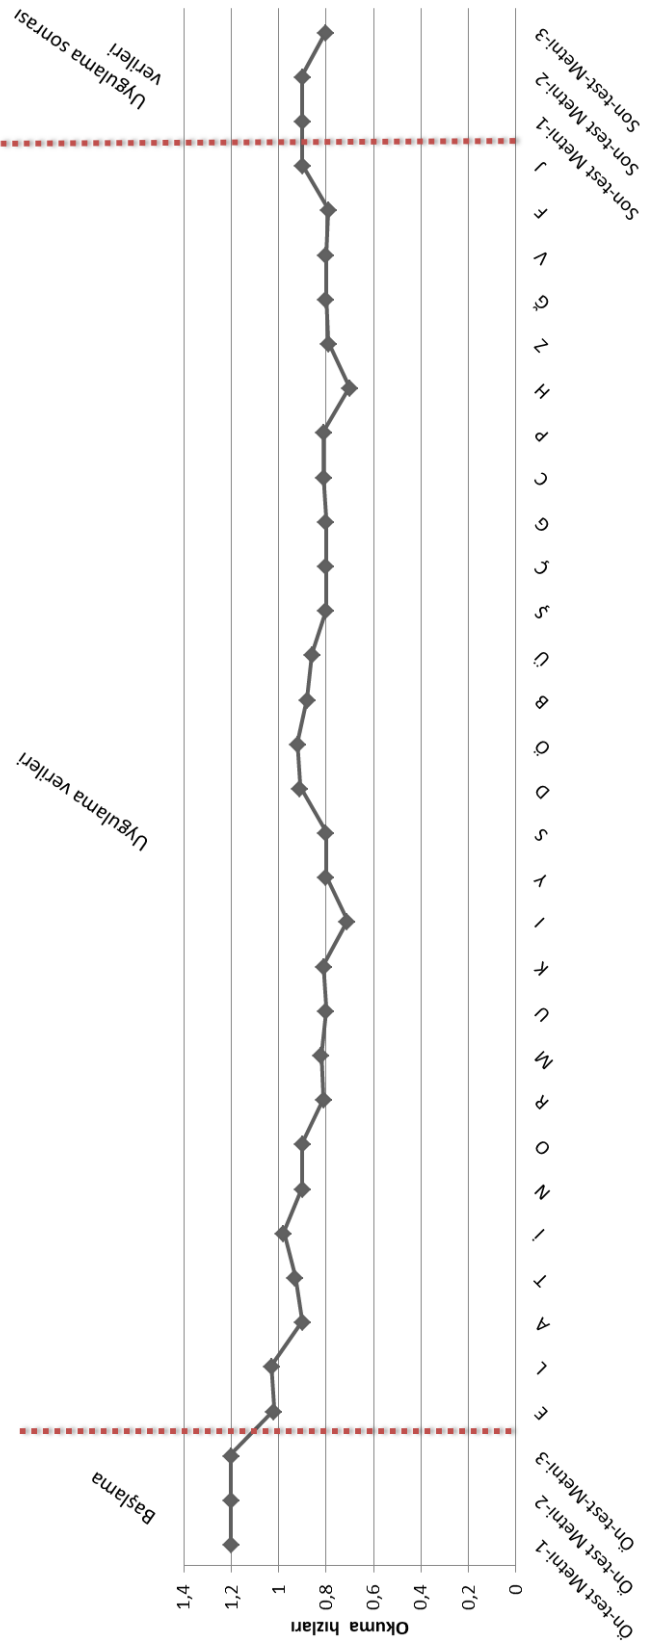 Başlama
Uygulama verileri
Uygulama sonrası
verileri
Okuma hızları
1,4
1,2
1
0,8
0,6
0,4
0,2
0
Ön-test Metni-1
Ön-test Metni-2
Ön-test-Metni-3
E
L
A
T
İ
N
O
R
M
U
K
I
Y
S
D
Ö
B
Ü
Ş
Ç
G
C
P
H
Z
Ğ
V
F
J
Son-test Metni-1
Son-test Metni-2
Son-test-Metni-3